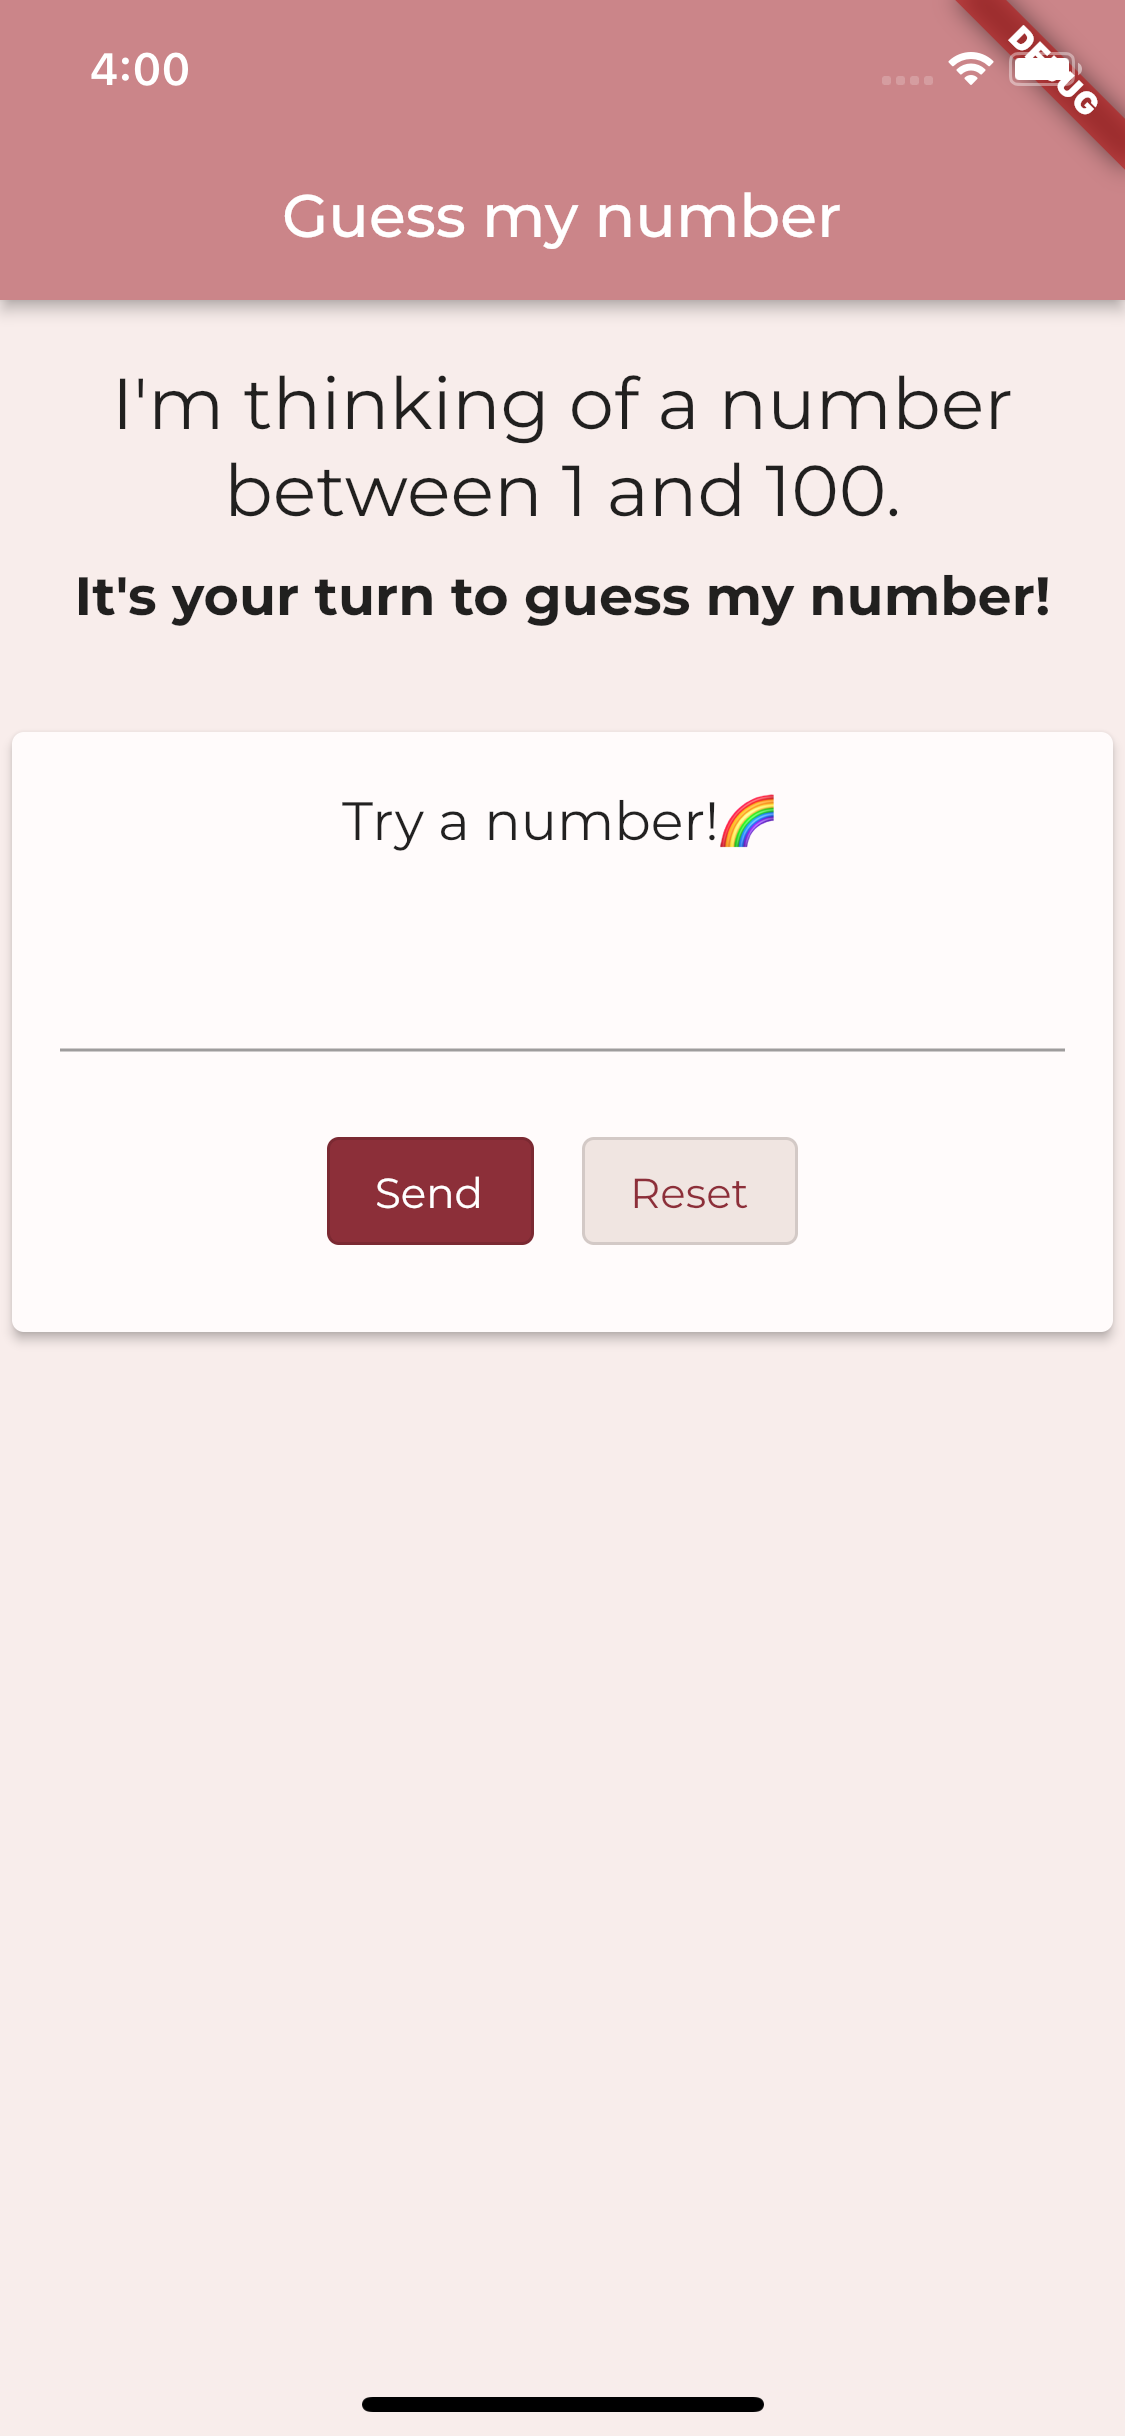 4:00
DEBUG
Guess my number
I'm thinking of a number
between 1 and 100.
It's your turn to guess my number!
Try a number!🌈
Send
Reset